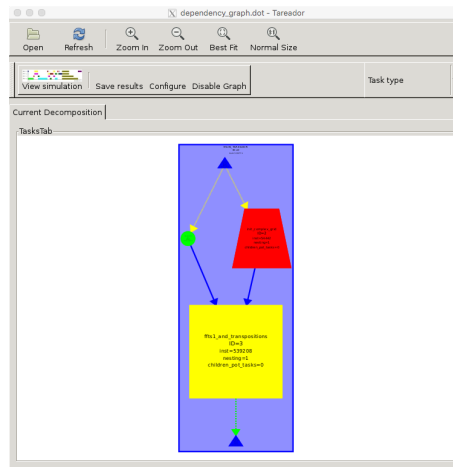 dependency_graph.dot - Tareador
Open Refresh Zoom In Zoom Out Best Fit Normal Size
View simulation Save results Configure Disable Graph Task type
Current Decomposition
TasksTab
ffts1_and_transpositions
ID=3
inst=539208
nesting=1
children_pot_tasks=0